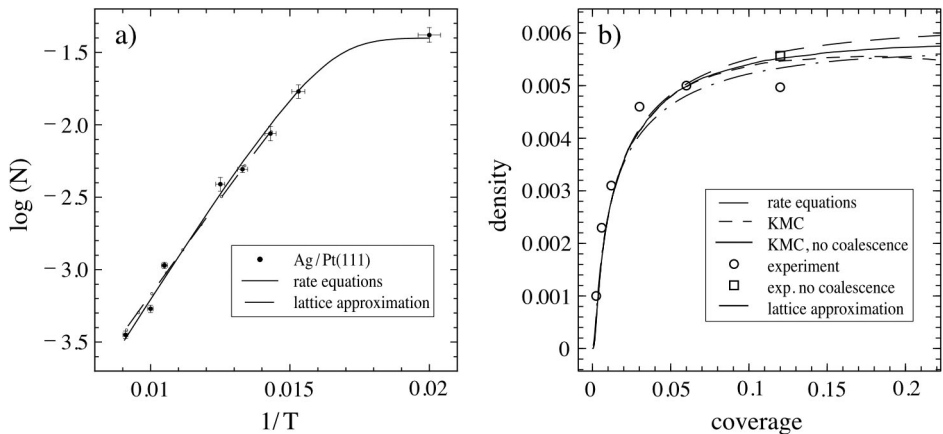 a)
−1.5
−2.0
−2.5
−3.0
−3.5
log (N)
Ag/Pt(111)
rate equations
lattice approximation
0.01
0.015
0.02
1/T
b)
0.006
0.005
0.004
0.003
0.002
0.001
0
density
rate equations
KMC
KMC, no coalescence
experiment
exp. no coalescence
lattice approximation
0
0.05
0.1
0.15
0.2
coverage